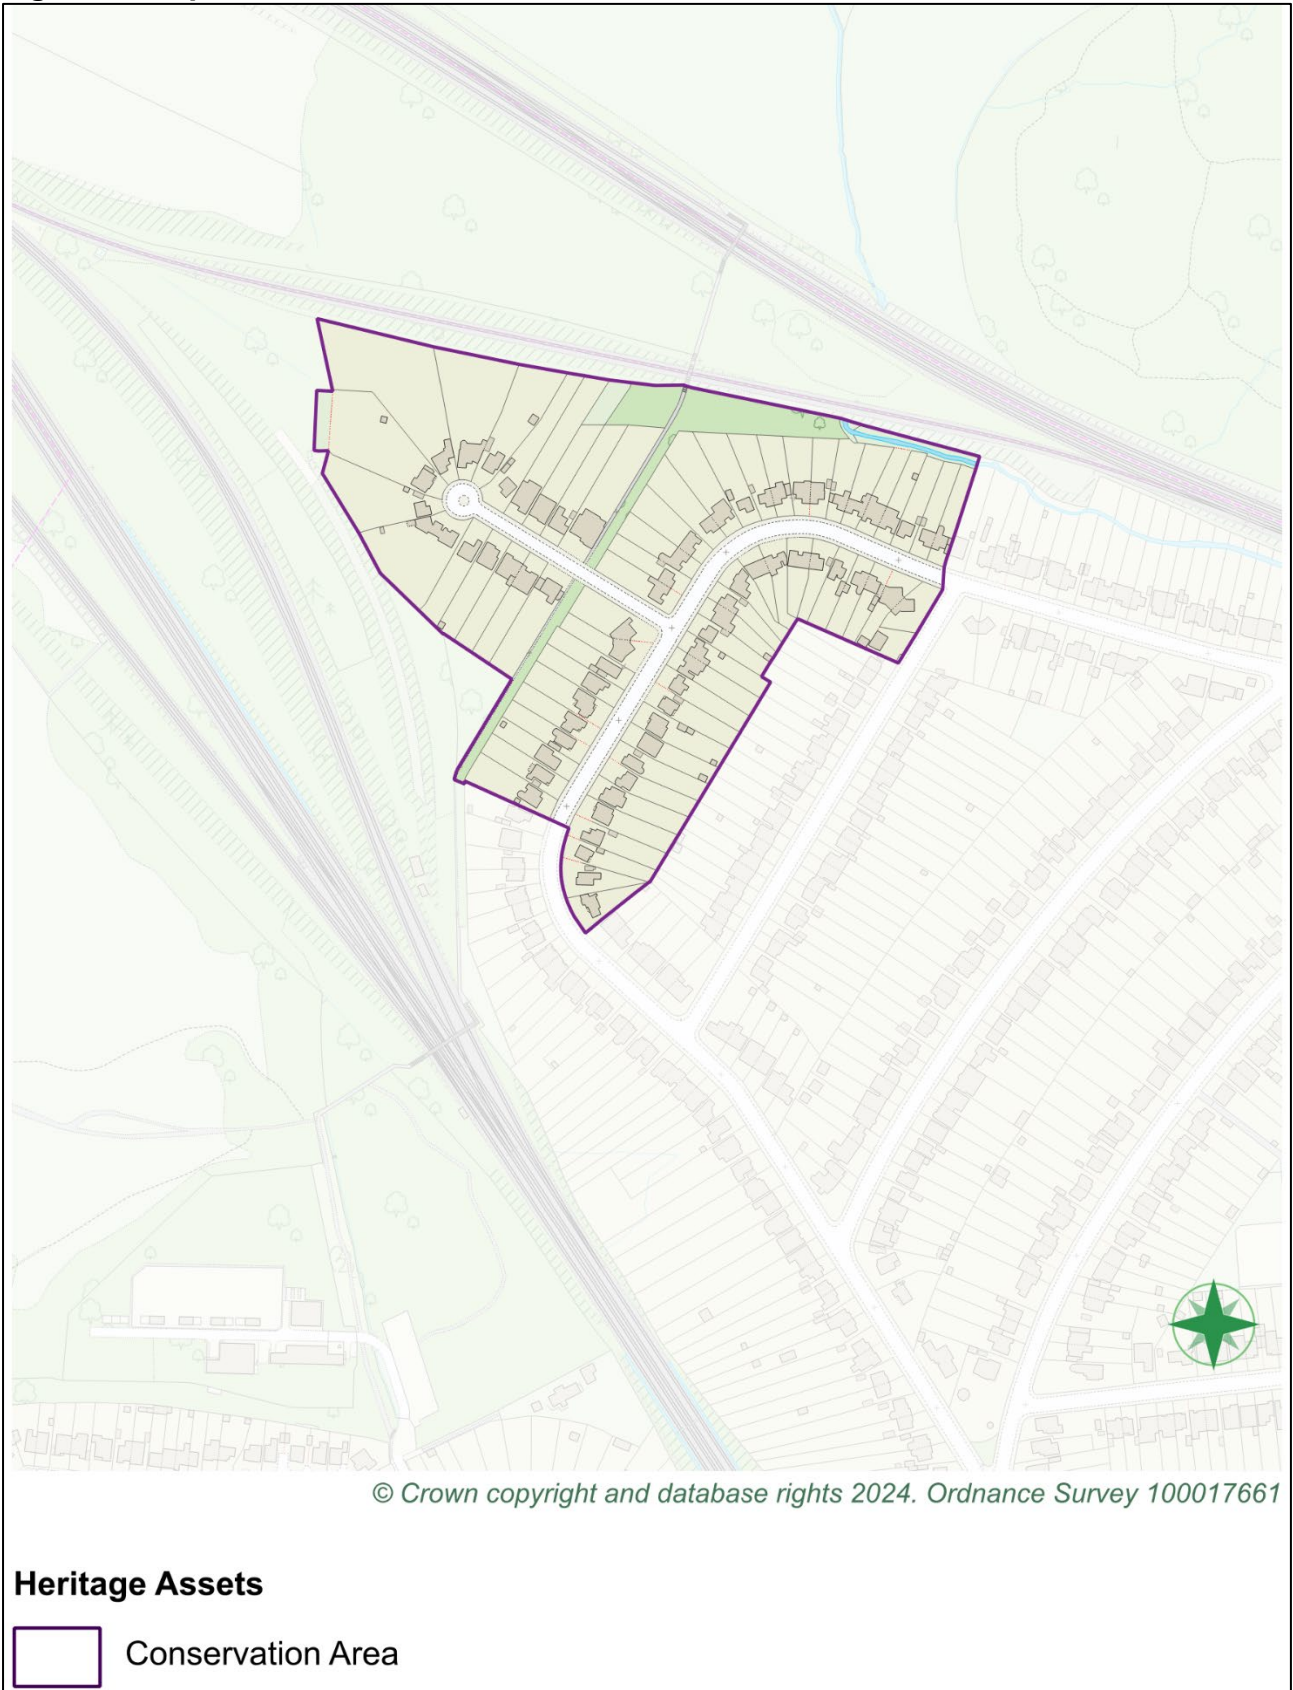 © Crown copyright and database rights 2024. Ordnance Survey 100017661
Heritage Assets
Conservation Area